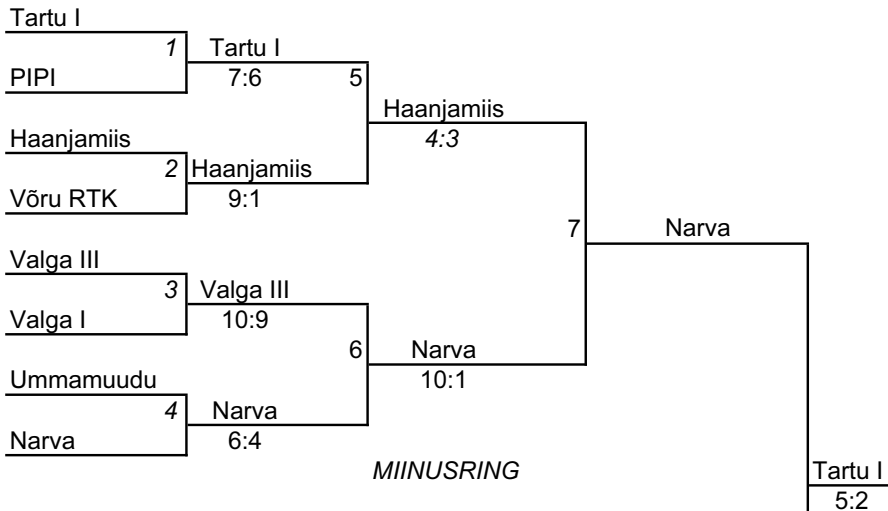 Tartu I
1 Tartu I
PIPI 7:6 5
Haanjamiis
4:3
Haanjamiis
2 Haanjamiis
Võru RTK 9:1
7 Narva
Valga III
3 Valga III
Valga I 10:9
6 Narva
10:1
Ummamuudu
4 Narva
Narva 6:4
MIINUSRING Tartu I
5:2